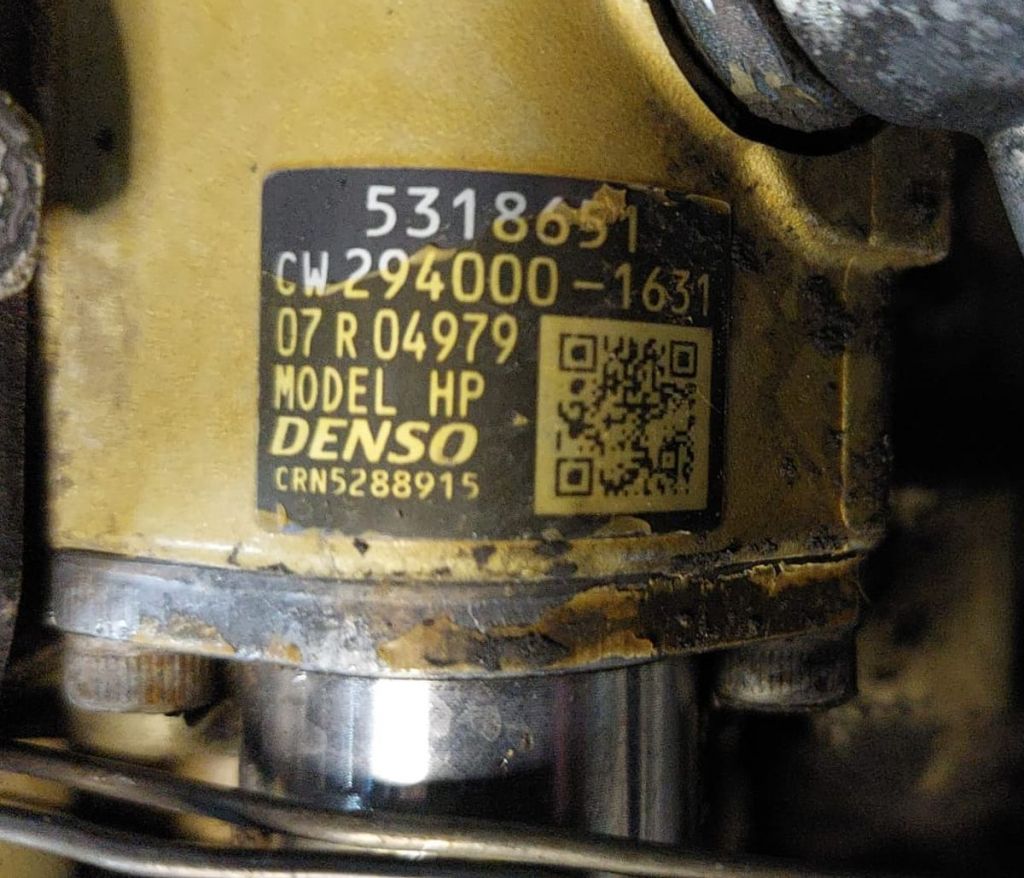 5318651
CW 294000-1631
07 R 04979
MODEL HP
DENSO
CRN5288915